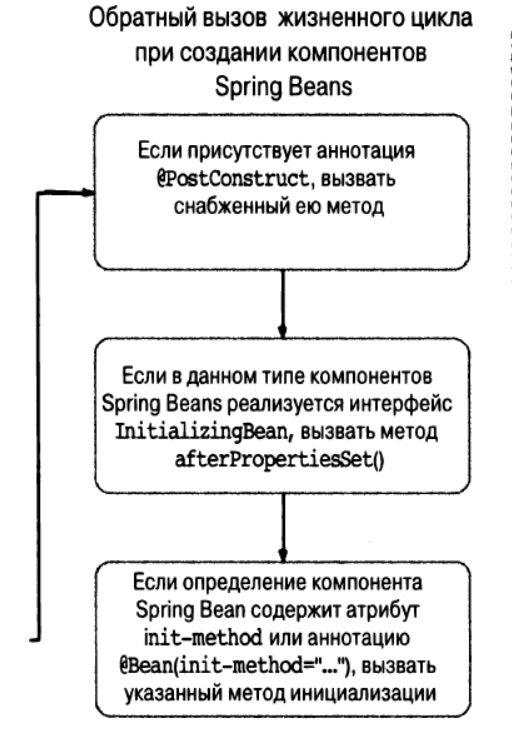 Обратный вызов жизненного цикла
при создании компонентов
Spring Beans
Если присутствует аннотация
@PostConstruct, вызвать
снабженный ею метод
Если в данном типе компонентов
Spring Beans реализуется интерфейс
InitializingBean, вызвать метод
afterPropertiesSet()
Если определение компонента
Spring Bean содержит атрибут
init-method или аннотацию
@Bean(init-method="..."), вызвать
указанный метод инициализации